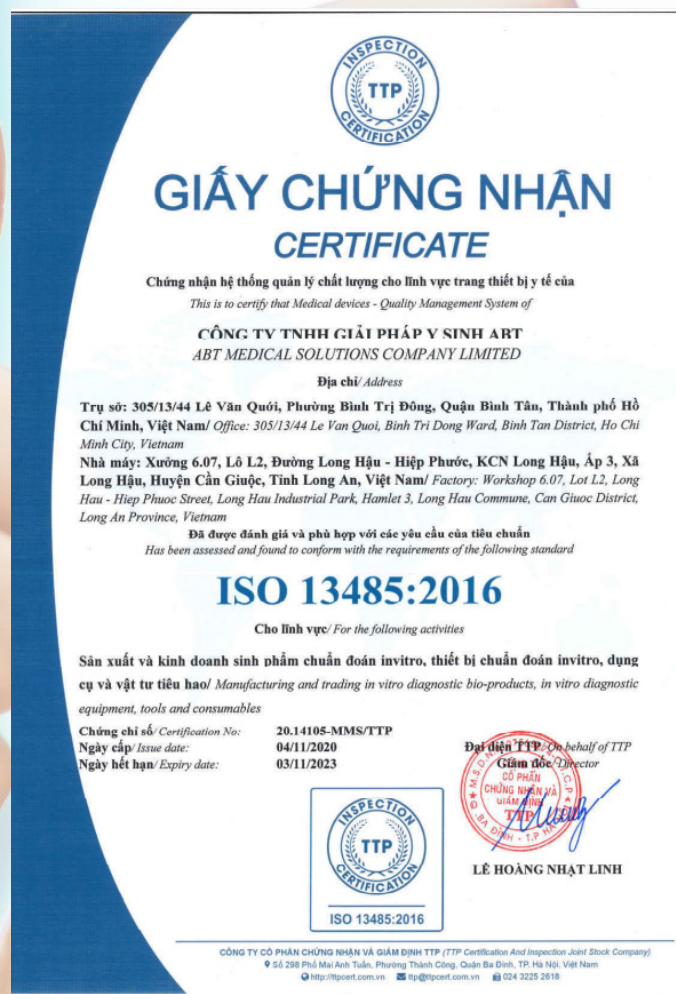 INSPECTION
TTP
CERTIFICATION
GIẤY CHỨNG NHẬN
CERTIFICATE
Chứng nhận hệ thống quản lý chất lượng cho lĩnh vực trang thiết bị y tế của
This is to certify that Medical devices - Quality Management System of
CÔNG TY TNHH GIẢI PHÁP Y SINH ABT
ABT MEDICAL SOLUTIONS COMPANY LIMITED
Địa chỉ/ Address
Trụ sở: 305/13/44 Lê Văn Quới, Phường Bình Trị Đông, Quận Bình Tân, Thành phố Hồ
Chí Minh, Việt Nam/ Office: 305/13/44 Le Van Quoi, Binh Tri Dong Ward, Binh Tan District, Ho Chi
Minh City, Vietnam
Nhà máy: Xưởng 6.07, Lô L2, Đường Long Hậu - Hiệp Phước, KCN Long Hậu, Ấp 3, Xã
Long Hậu, Huyện Cần Giuộc, Tỉnh Long An, Việt Nam/ Factory: Workshop 6.07, Lot L2, Long
Hau - Hiep Phuoc Street, Long Hau Industrial Park, Hamlet 3, Long Hau Commune, Can Giuoc District,
Long An Province, Vietnam
Đã được đánh giá và phù hợp với các yêu cầu của tiêu chuẩn
Has been assessed and found to conform with the requirements of the following standard
ISO 13485:2016
Cho lĩnh vực/ For the following activities
Sản xuất và kinh doanh sinh phẩm chuẩn đoán invitro, thiết bị chuẩn đoán invitro, dụng
cụ và vật tư tiêu hao/ Manufacturing and trading in vitro diagnostic bio-products, in vitro diagnostic
equipment, tools and consumables
Chứng chỉ số/ Certification No: 20.14105-MMS/TTP
Ngày cấp/ Issue date: 04/11/2020
Ngày hết hạn/ Expiry date: 03/11/2023
Đại diện TTP/ On behalf of TTP
Giám đốc/ Director
CỔ PHẦN
CHỨNG NHẬN VÀ
GIÁM ĐỊNH
TTP
LÊ HOÀNG NHẬT LINH
INSPECTION
TTP
CERTIFICATION
ISO 13485:2016
CÔNG TY CỔ PHẦN CHỨNG NHẬN VÀ GIÁM ĐỊNH TTP (TTP Certification And Inspection Joint Stock Company)
Số 298 Phố Mai Anh Tuấn, Phường Thành Công, Quận Ba Đình, TP. Hà Nội, Việt Nam
http://ttpcert.com.vn ttp@ttpcert.com.vn 024 3225 2618